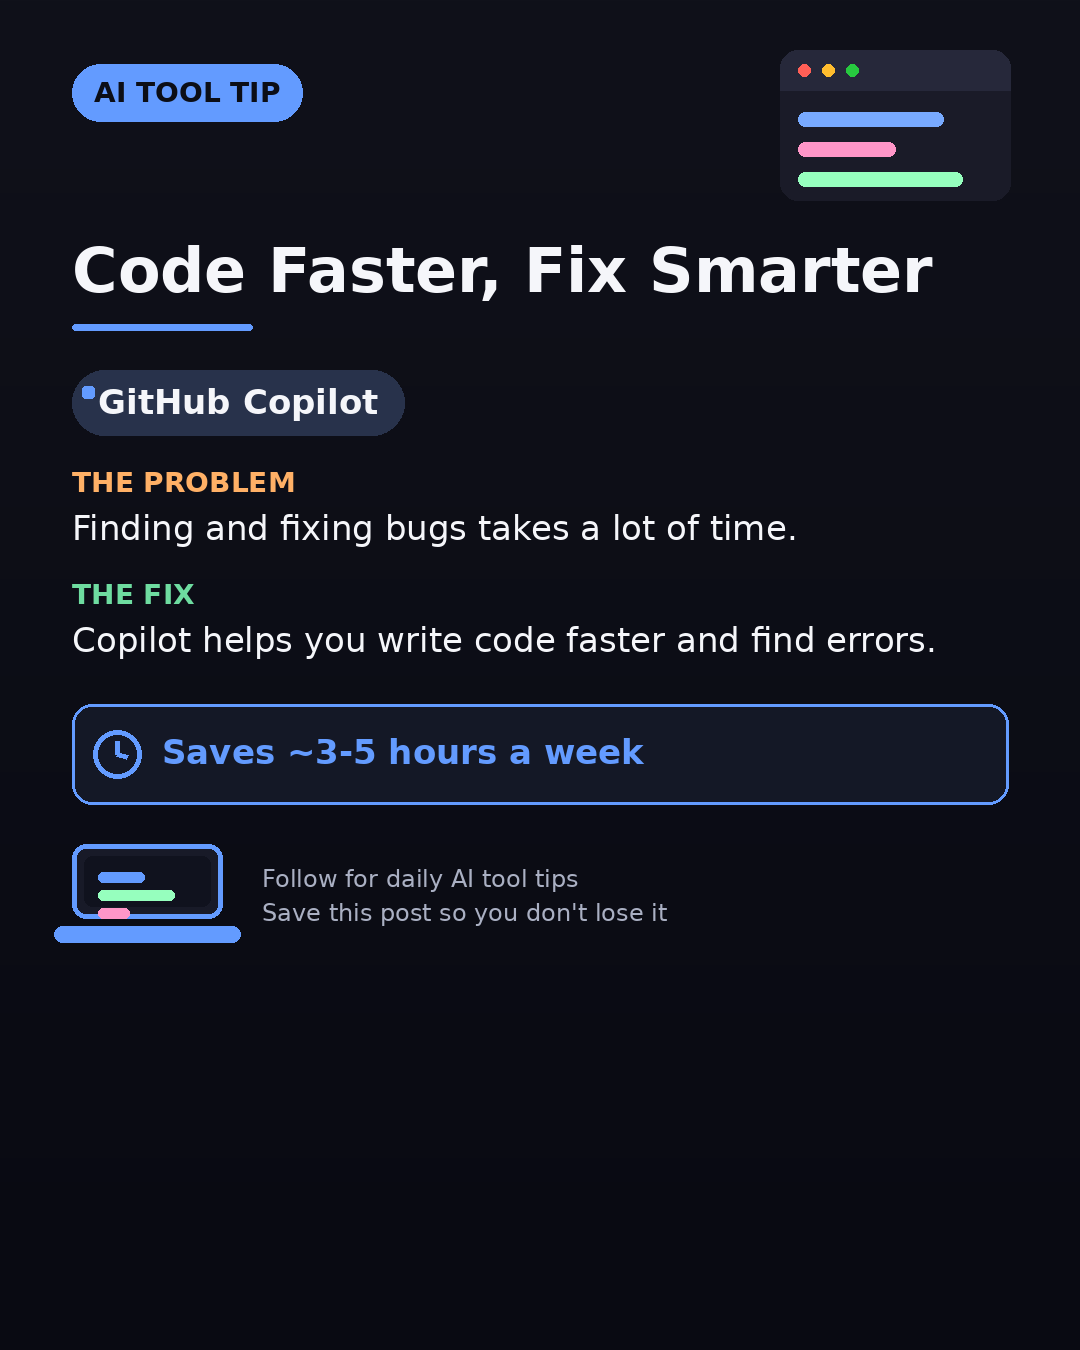 AI TOOL TIP
Code Faster, Fix Smarter
GitHub Copilot
THE PROBLEM
Finding and fixing bugs takes a lot of time.
THE FIX
Copilot helps you write code faster and find errors.
Saves ~3-5 hours a week
Follow for daily AI tool tips
Save this post so you don't lose it